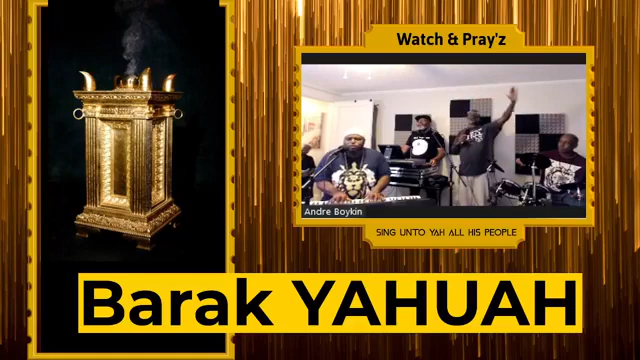 Watch & Pray'z
Andre Boykin
SING UNTO YAH ALL HIS PEOPLE
Barak YAHUAH